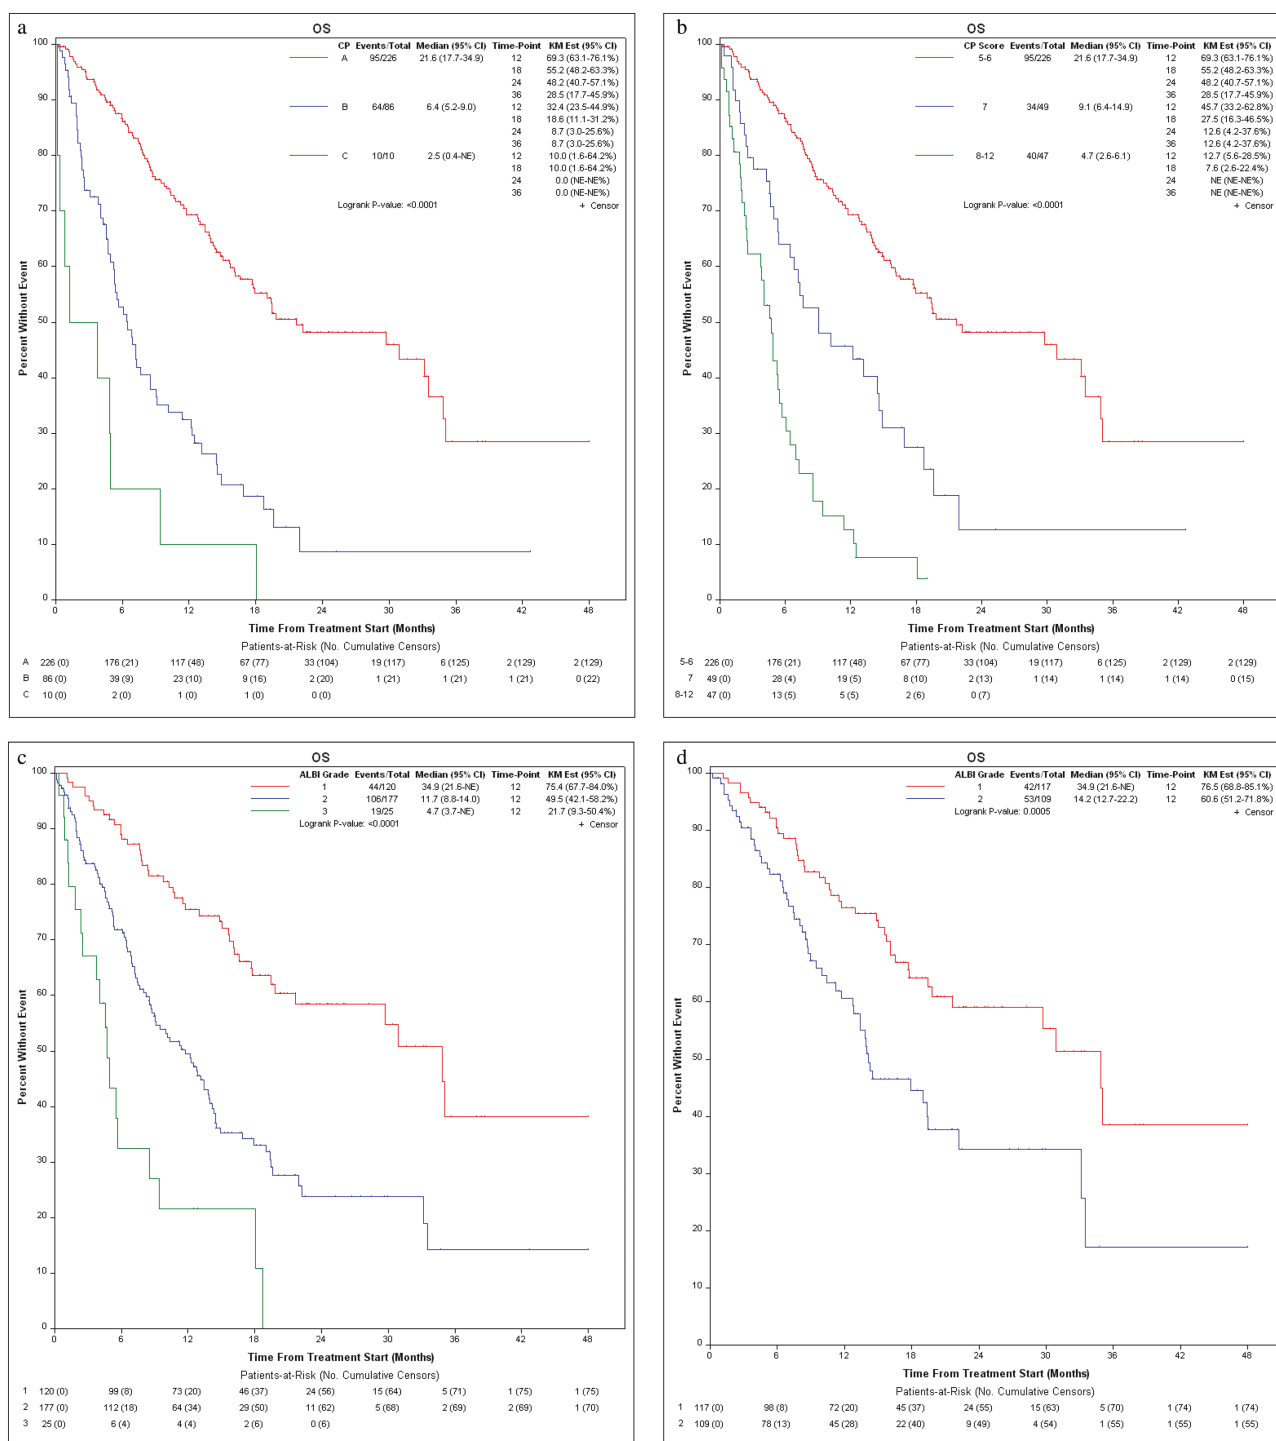 a
OS
CP Events/Total Median (95% CI) Time-Point KM Est (95% CI)
A 95/226 21.6 (17.7-34.9) 12 69.3 (63.1-76.1%)
18 55.2 (48.2-63.3%)
24 48.2 (40.7-57.1%)
36 28.5 (17.7-45.9%)
B 64/86 6.4 (5.2-9.0) 12 32.4 (23.5-44.9%)
18 18.6 (11.1-31.2%)
24 8.7 (3.0-25.6%)
36 8.7 (3.0-25.6%)
C 10/10 2.5 (0.4-NE) 12 10.0 (1.6-64.2%)
18 10.0 (1.6-64.2%)
24 0.0 (NE-NE%)
36 0.0 (NE-NE%)
Logrank P-value: <0.0001 + Censor
Percent Without Event
100
90
80
70
60
50
40
30
20
10
0
0 6 12 18 24 30 36 42 48
Time From Treatment Start (Months)
Patients-at-Risk (No. Cumulative Censors)
A 226 (0) 176 (21) 117 (48) 67 (77) 33 (104) 19 (117) 6 (125) 2 (129) 2 (129)
B 86 (0) 39 (9) 23 (10) 9 (16) 2 (20) 1 (21) 1 (21) 1 (21) 0 (22)
C 10 (0) 2 (0) 1 (0) 1 (0) 0 (0)
b
OS
CP Score Events/Total Median (95% CI) Time-Point KM Est (95% CI)
5-6 95/226 21.6 (17.7-34.9) 12 69.3 (63.1-76.1%)
18 55.2 (48.2-63.3%)
24 48.2 (40.7-57.1%)
36 28.5 (17.7-45.9%)
7 34/49 9.1 (6.4-14.9) 12 45.7 (33.2-62.8%)
18 27.5 (16.3-46.5%)
24 12.6 (4.2-37.6%)
36 12.6 (4.2-37.6%)
8-12 40/47 4.7 (2.6-6.1) 12 12.7 (5.6-28.5%)
18 7.6 (2.6-22.4%)
24 NE (NE-NE%)
36 NE (NE-NE%)
Logrank P-value: <0.0001 + Censor
Percent Without Event
100
90
80
70
60
50
40
30
20
10
0
0 6 12 18 24 30 36 42 48
Time From Treatment Start (Months)
Patients-at-Risk (No. Cumulative Censors)
5-6 226 (0) 176 (21) 117 (48) 67 (77) 33 (104) 19 (117) 6 (125) 2 (129) 2 (129)
7 49 (0) 28 (4) 19 (5) 8 (10) 2 (13) 1 (14) 1 (14) 1 (14) 0 (15)
8-12 47 (0) 13 (5) 5 (5) 2 (6) 0 (7)
c
OS
ALBI Grade Events/Total Median (95% CI) Time-Point KM Est (95% CI)
1 44/120 34.9 (21.6-NE) 12 75.4 (67.7-84.0%)
2 106/177 11.7 (8.8-14.0) 12 49.5 (42.1-58.2%)
3 19/25 4.7 (3.7-NE) 12 21.7 (9.3-50.4%)
Logrank P-value: <0.0001 + Censor
Percent Without Event
100
90
80
70
60
50
40
30
20
10
0
0 6 12 18 24 30 36 42 48
Time From Treatment Start (Months)
Patients-at-Risk (No. Cumulative Censors)
1 120 (0) 99 (8) 73 (20) 46 (37) 24 (56) 15 (64) 5 (71) 1 (75) 1 (75)
2 177 (0) 112 (18) 64 (34) 29 (50) 11 (62) 5 (68) 2 (69) 2 (69) 1 (70)
3 25 (0) 6 (4) 4 (4) 2 (6) 0 (6)
d
OS
ALBI Grade Events/Total Median (95% CI) Time-Point KM Est (95% CI)
1 42/117 34.9 (21.6-NE) 12 76.5 (68.8-85.1%)
2 53/109 14.2 (12.7-22.2) 12 60.6 (51.2-71.8%)
Logrank P-value: 0.0005 + Censor
Percent Without Event
100
90
80
70
60
50
40
30
20
10
0
0 6 12 18 24 30 36 42 48
Time From Treatment Start (Months)
Patients-at-Risk (No. Cumulative Censors)
1 117 (0) 98 (8) 72 (20) 45 (37) 24 (55) 15 (63) 5 (70) 1 (74) 1 (74)
2 109 (0) 78 (13) 45 (28) 22 (40) 9 (49) 4 (54) 1 (55) 1 (55) 1 (55)